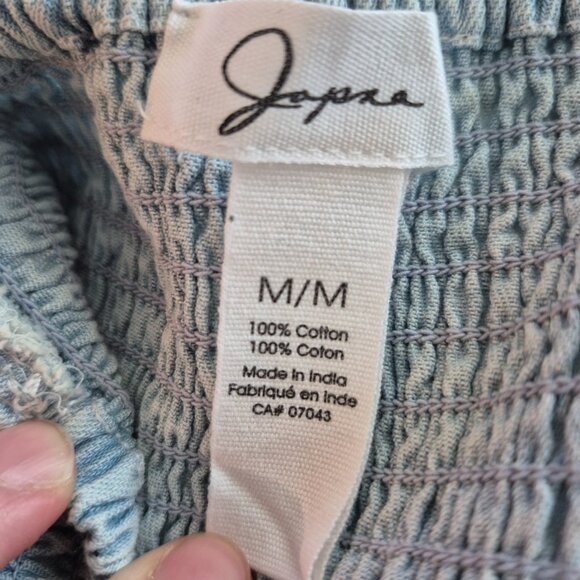 Japna
M/M
100% Cotton
100% Coton
Made in India
Fabriqué en Inde
CA# 07043